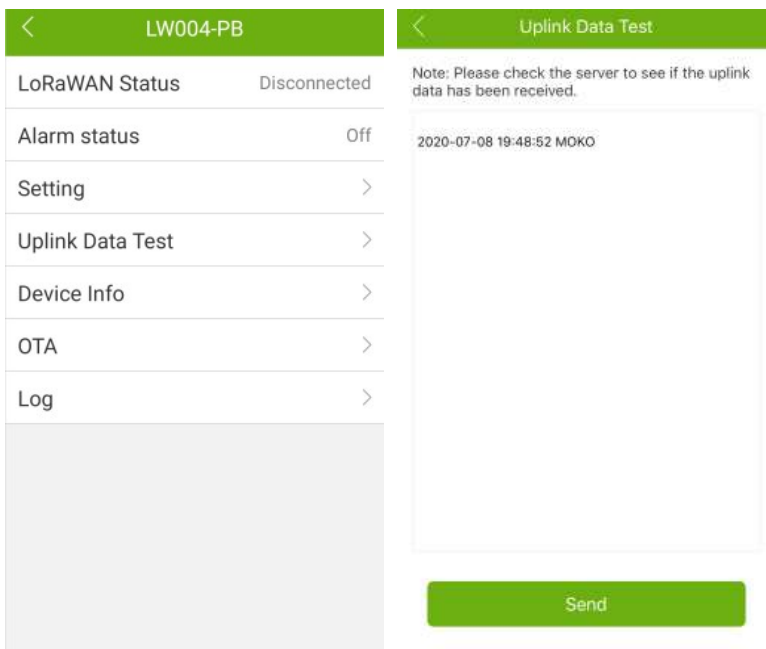 LW004-PB
LoRaWAN Status Disconnected
Alarm status Off
Setting
Uplink Data Test
Device Info
OTA
Log
Uplink Data Test
Note: Please check the server to see if the uplink
data has been received.
2020-07-08 19:48:52 MOKO
Send